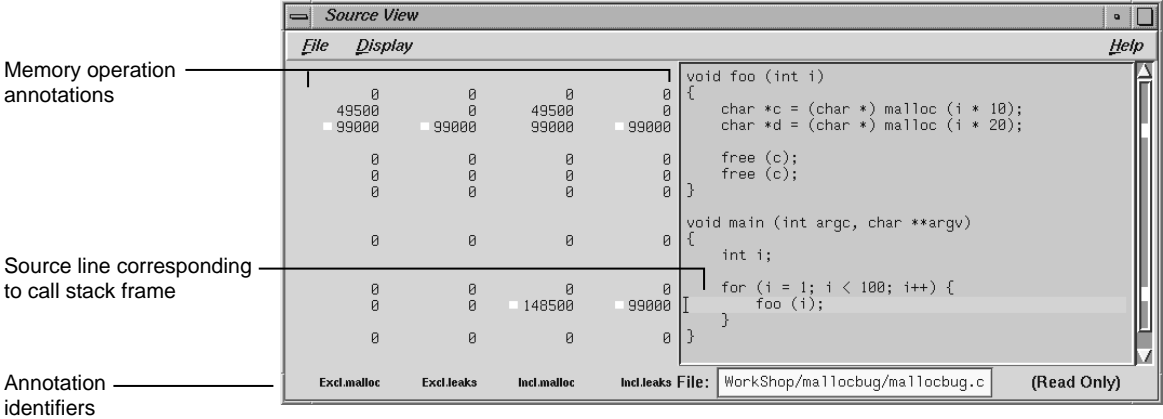 Source View
File Display Help
Memory operation
annotations
void foo (int i)
0 0 0 0 {
49500 0 49500 0 char *c = (char *) malloc (i * 10);
99000 99000 99000 99000 char *d = (char *) malloc (i * 20);
0 0 0 0 free (c);
0 0 0 0 free (c);
0 0 0 0 }
void main (int argc, char **argv)
0 0 0 0 {
int i;
Source line corresponding
to call stack frame
0 0 0 0 for (i = 1; i < 100; i++) {
0 0 148500 99000 foo (i);
}
0 0 0 0 }
Annotation
identifiers
Excl.malloc Excl.leaks Incl.malloc Incl.leaks File: WorkShop/mallocbug/mallocbug.c (Read Only)